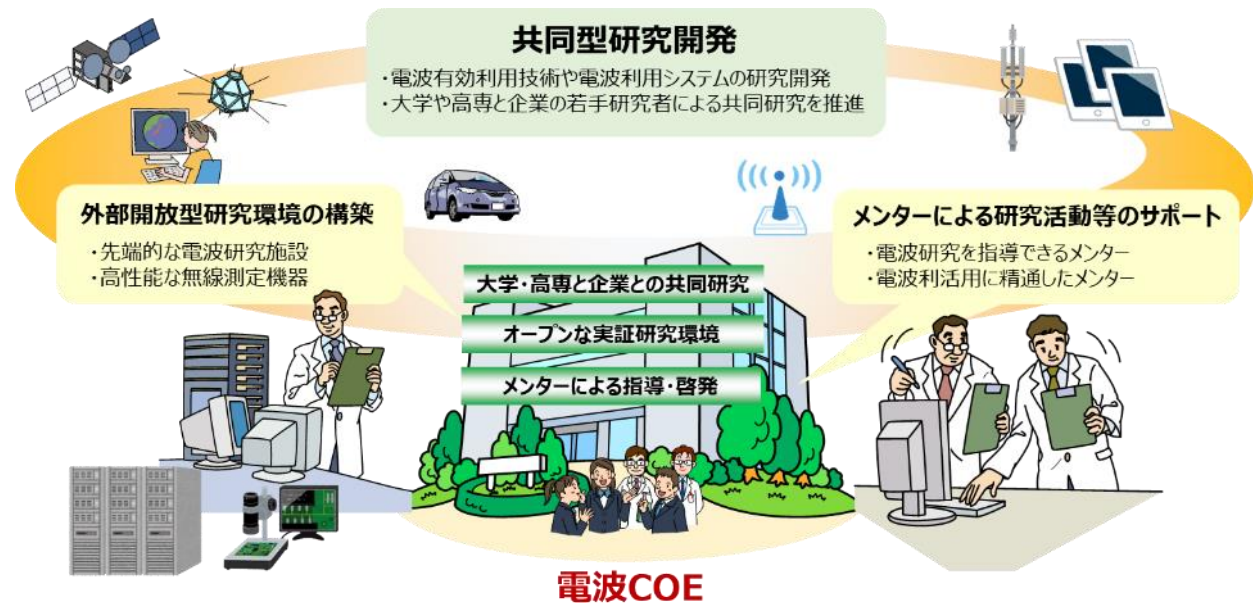 共同型研究開発
・電波有効利用技術や電波利用システムの研究開発
・大学や高専と企業の若手研究者による共同研究を推進
外部開放型研究環境の構築
・先端的な電波研究施設
・高性能な無線測定機器
メンターによる研究活動等のサポート
・電波研究を指導できるメンター
・電波利活用に精通したメンター
大学・高専と企業との共同研究
オープンな実証研究環境
メンターによる指導・啓発
電波COE